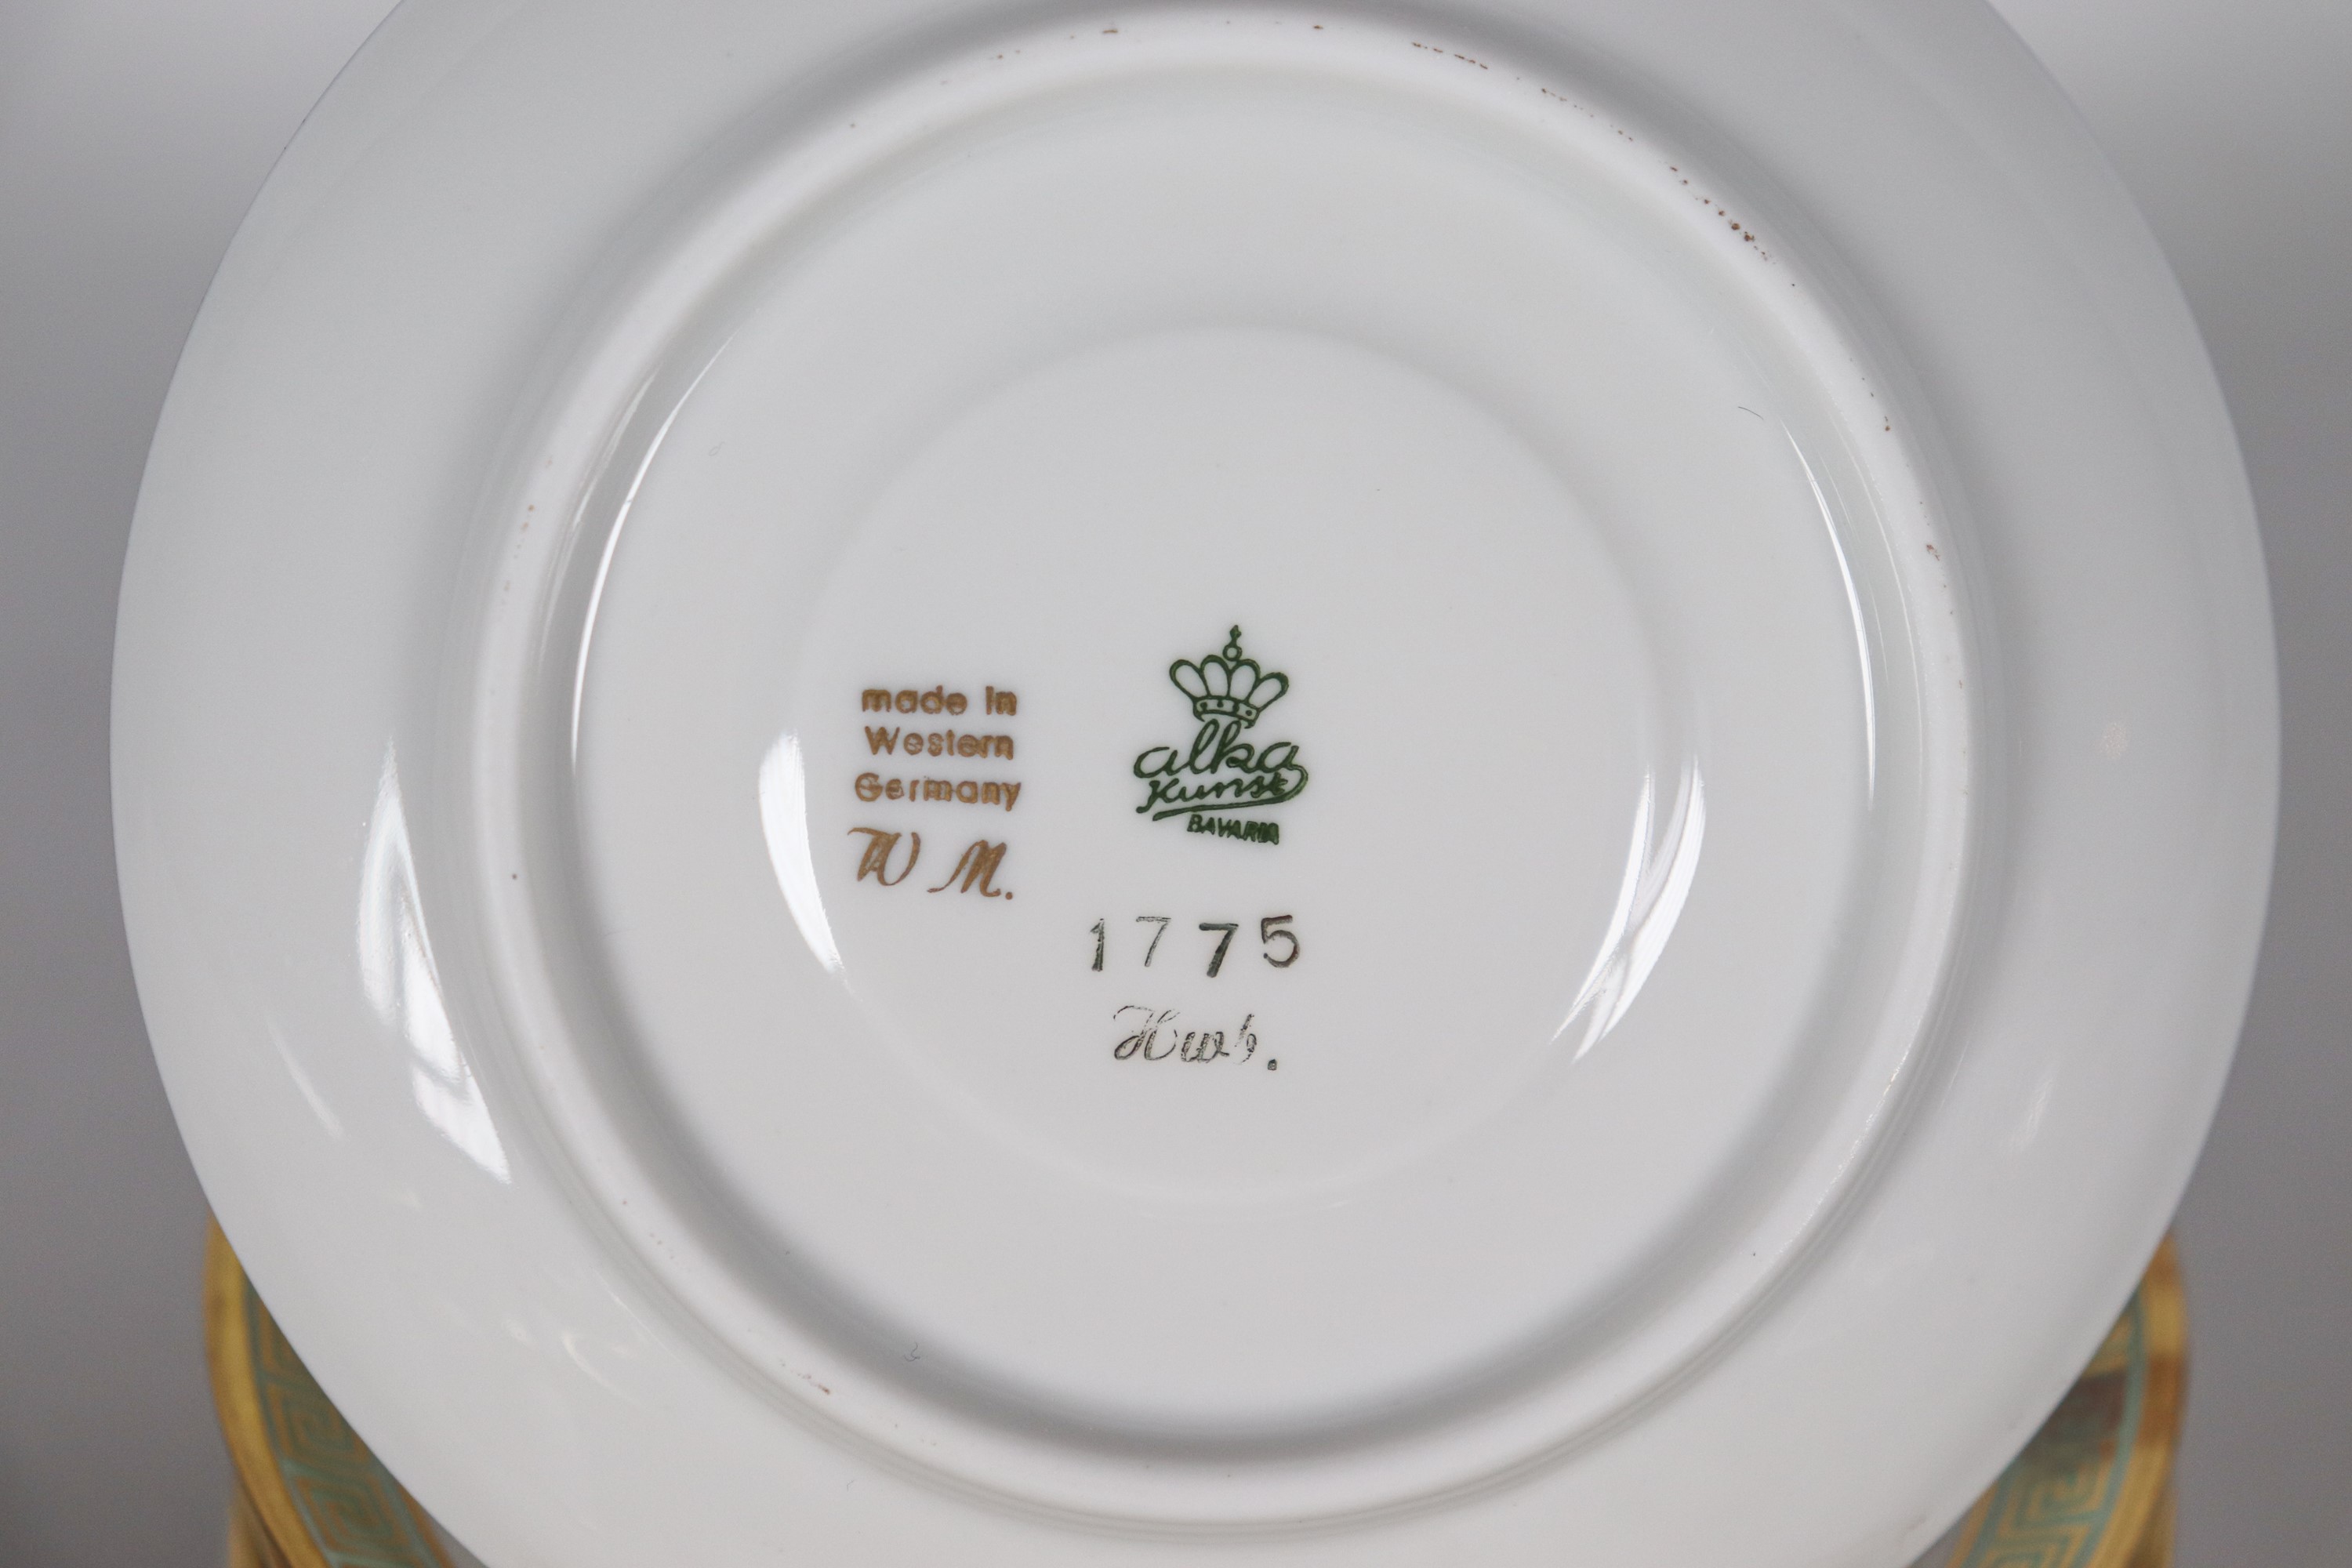 made in
Western
Germany
W M.
alka
Kunst
BAVARIA
1775
Hwb.